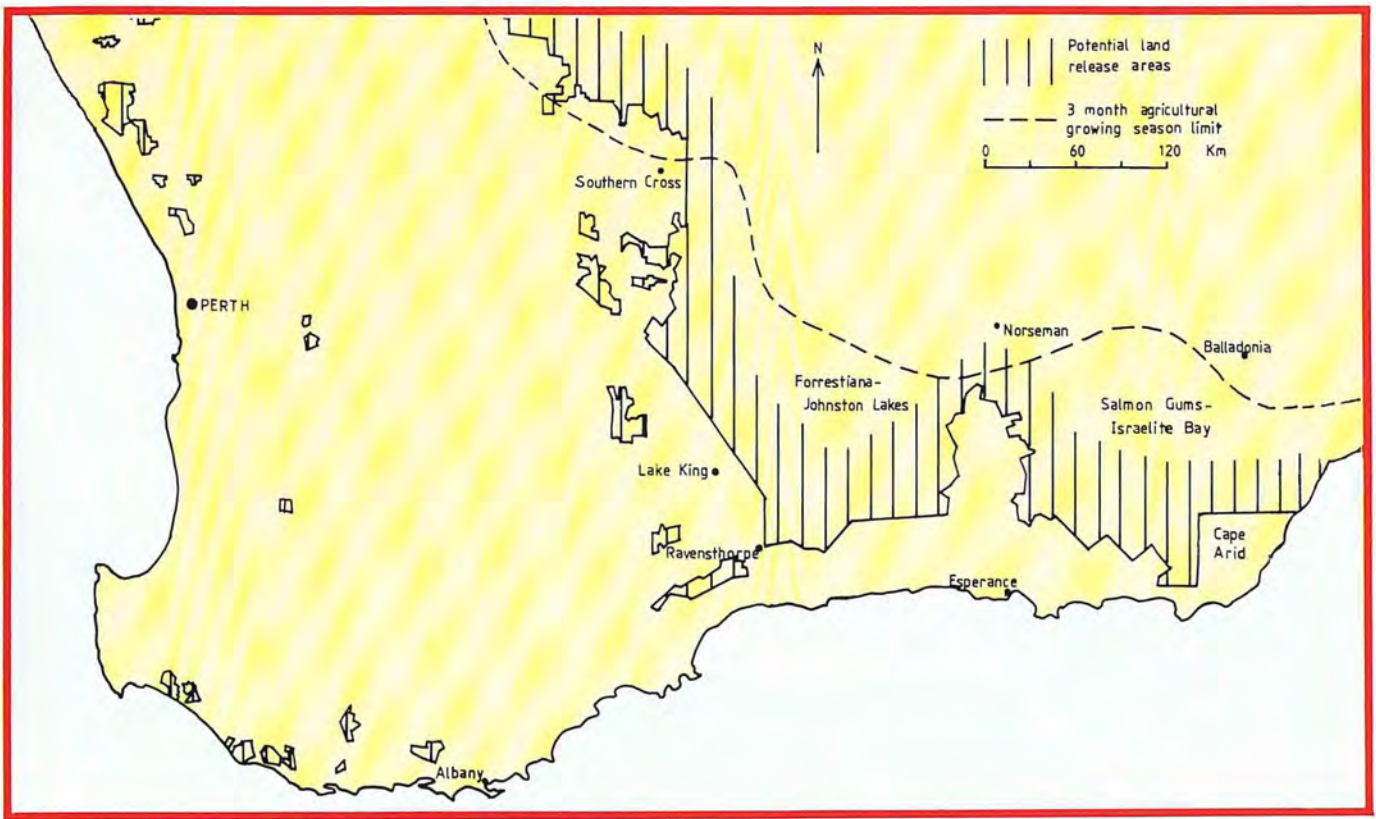 N
Potential land
release areas
3 month agricultural
growing season limit
0 60 120 Km
Southern Cross
PERTH
Norseman
Balladonia
Forrestiana-
Johnston Lakes
Salmon Gums-
Israelite Bay
Lake King
Ravensthorpe
Cape
Arid
Esperance
Albany